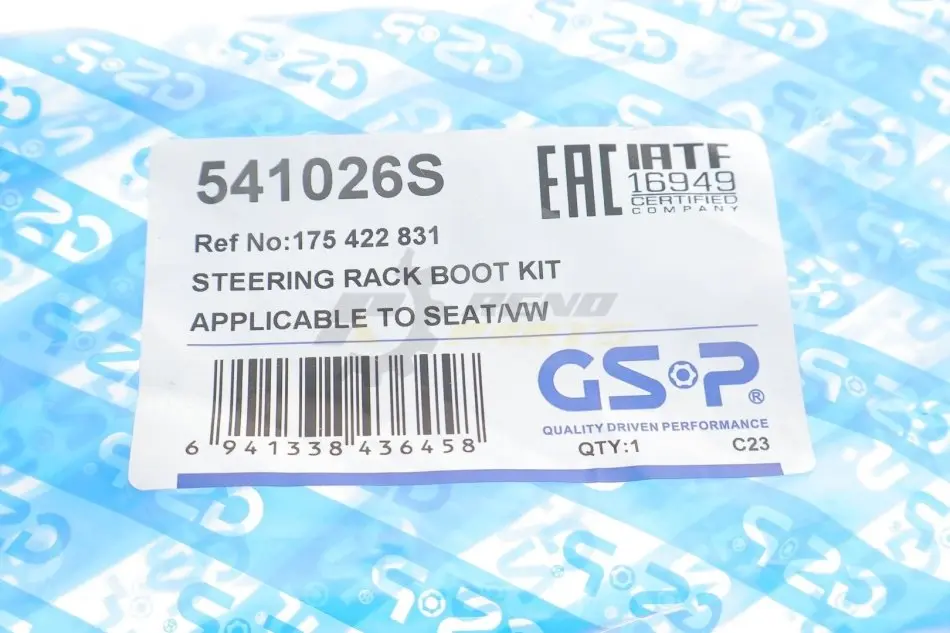 541026S
EAC IATF
16949
CERTIFIED
COMPANY
Ref No:175 422 831
STEERING RACK BOOT KIT
APPLICABLE TO SEAT/VW
GSP®
QUALITY DRIVEN PERFORMANCE
6 941338 436458
QTY:1 C23